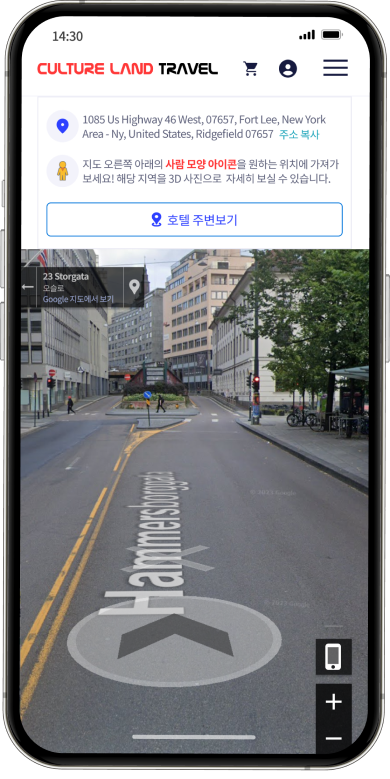 14:30
CULTURE LAND TRAVEL
1085 Us Highway 46 West, 07657, Fort Lee, New York
Area - Ny, United States, Ridgefield 07657 주소 복사
지도 오른쪽 아래의 사람 모양 아이콘을 원하는 위치에 가져가
보세요! 해당 지역을 3D 사진으로 자세히 보실 수 있습니다.
호텔 주변보기
23 Storgata
오슬로
Google 지도에서 보기
Hammersborggata
© 2023 Google